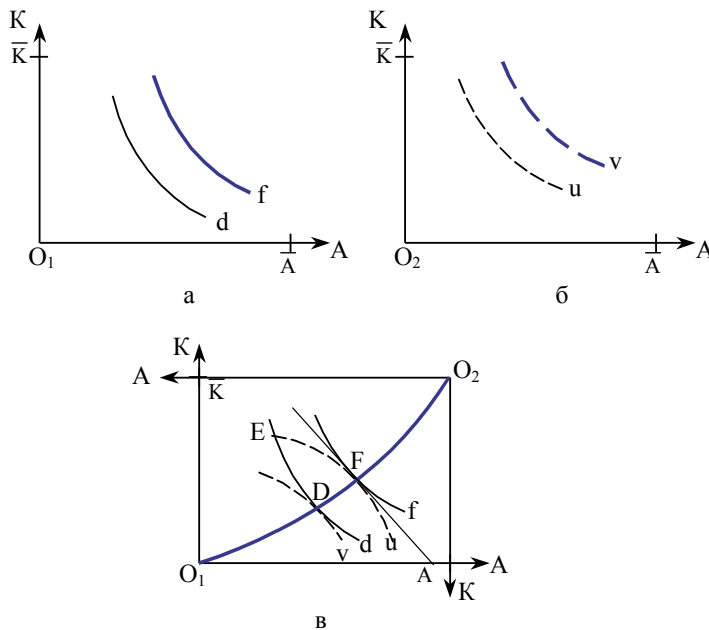 К K
K̅ K̅
f v
d u
O₁ A̅ A O₂ A̅ A
а б
К
А K̅ O₂
E F
D f
v d u
O₁ А А
К
в